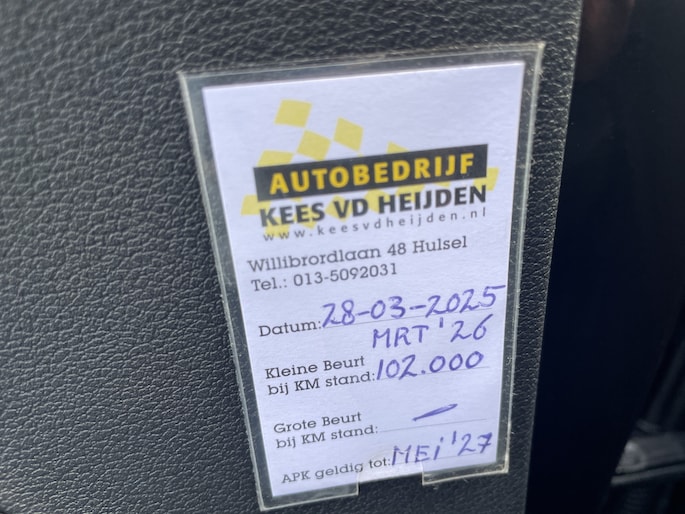 AUTOBEDRIJF
KEES VD HEIJDEN
www.keesvdheijden.nl
Willibrordlaan 48 Hulsel
Tel.: 013-5092031
Datum: 28-03-2025
MRT '26
Kleine Beurt
bij KM stand: 102.000
Grote Beurt
bij KM stand: —
APK geldig tot: MEi '27